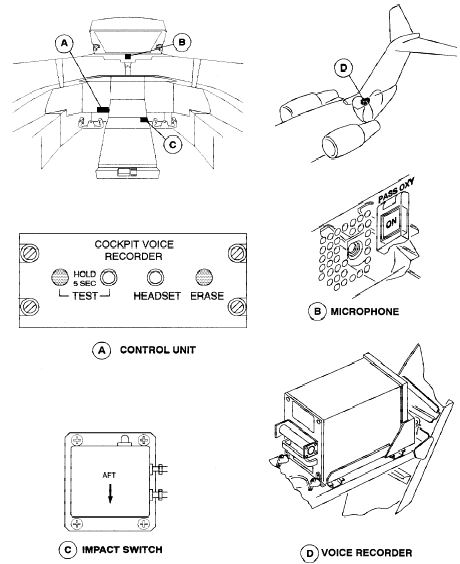 A
B
C
D
COCKPIT VOICE
RECORDER
HOLD
5 SEC
TEST
HEADSET
ERASE
A CONTROL UNIT
PASS OXY
ON
B MICROPHONE
AFT
C IMPACT SWITCH
D VOICE RECORDER